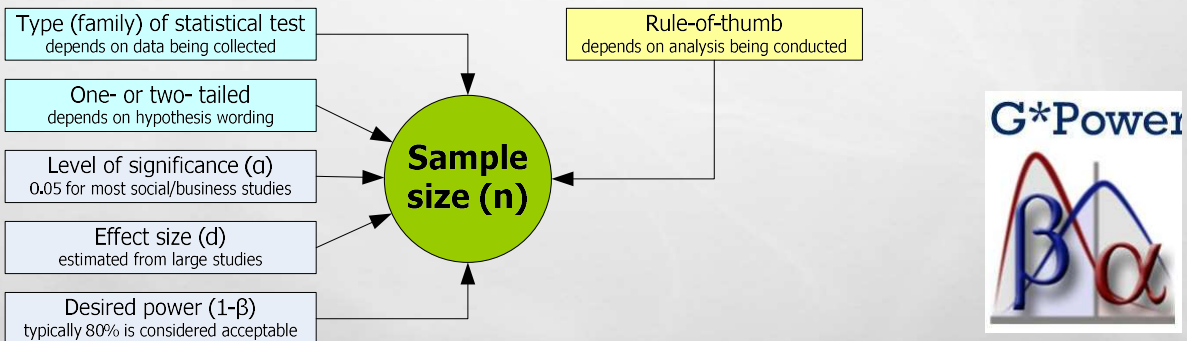 Type (family) of statistical test
depends on data being collected
One- or two- tailed
depends on hypothesis wording
Level of significance (α)
0.05 for most social/business studies
Effect size (d)
estimated from large studies
Desired power (1-β)
typically 80% is considered acceptable
Sample
size (n)
Rule-of-thumb
depends on analysis being conducted
G*Power
β α